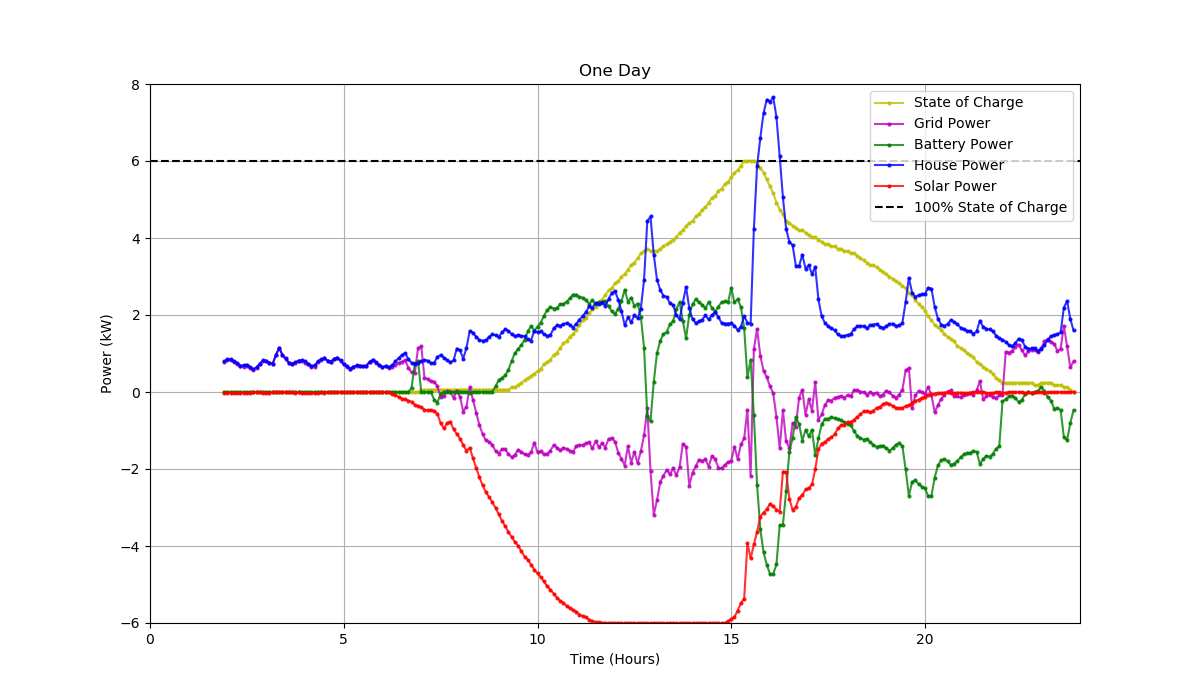 One Day
8
6
4
2
0
−2
−4
−6
Power (kW)
State of Charge
Grid Power
Battery Power
House Power
Solar Power
100% State of Charge
0
5
10
15
20
Time (Hours)